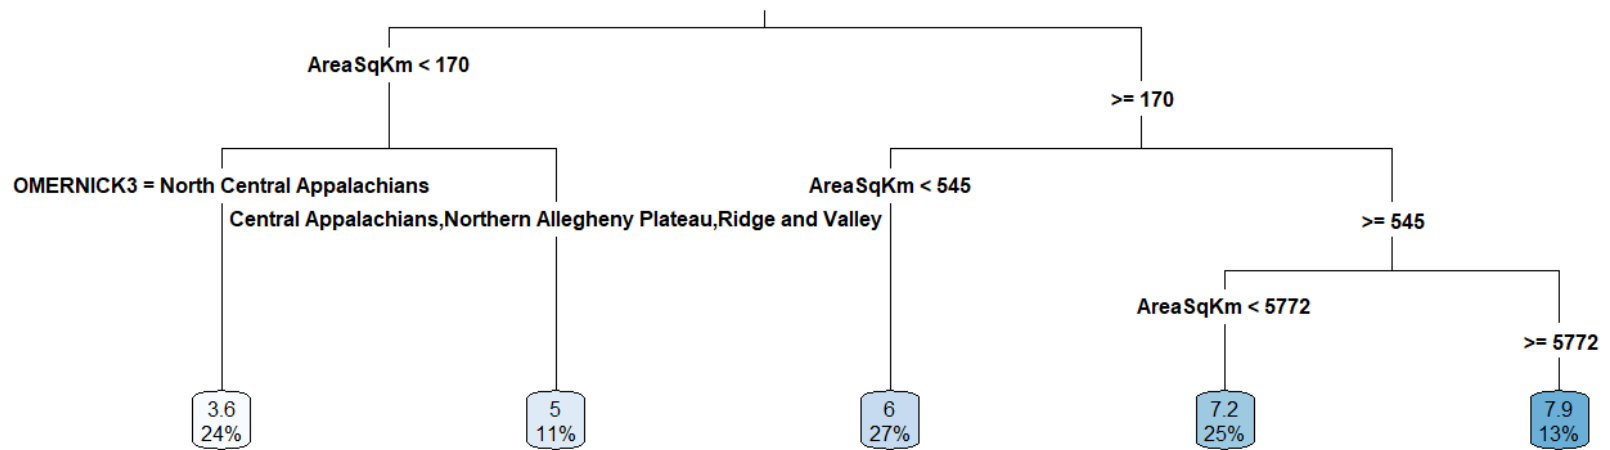 AreaSqKm < 170
>= 170
OMERNICK3 = North Central Appalachians
AreaSqKm < 545
Central Appalachians,Northern Allegheny Plateau,Ridge and Valley
>= 545
AreaSqKm < 5772
>= 5772
3.6
24%
5
11%
6
27%
7.2
25%
7.9
13%